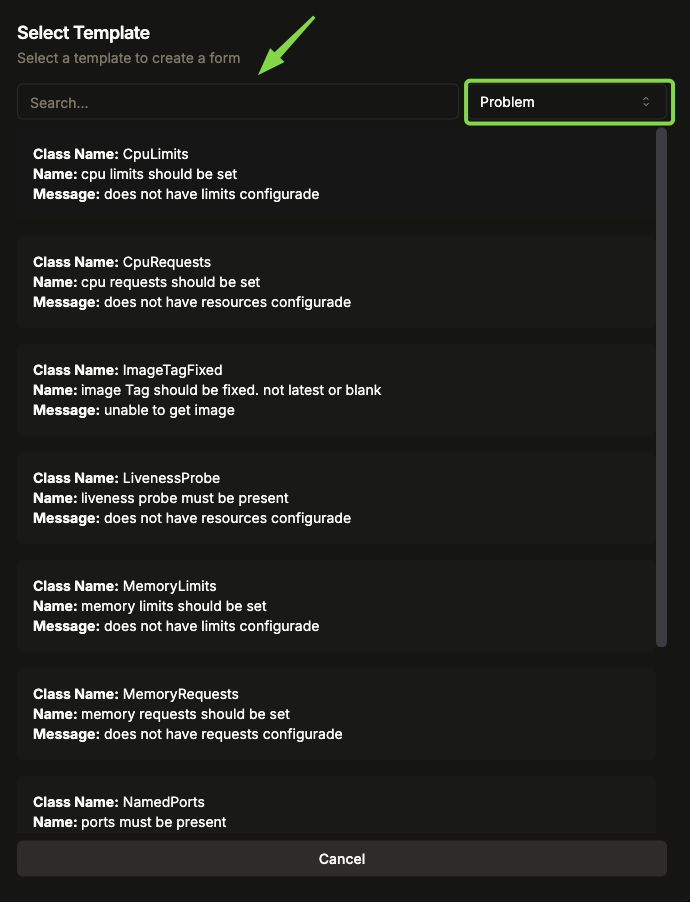 Select Template
Select a template to create a form
Search...
Problem
Class Name: CpuLimits
Name: cpu limits should be set
Message: does not have limits configurade
Class Name: CpuRequests
Name: cpu requests should be set
Message: does not have resources configurade
Class Name: ImageTagFixed
Name: image Tag should be fixed. not latest or blank
Message: unable to get image
Class Name: LivenessProbe
Name: liveness probe must be present
Message: does not have resources configurade
Class Name: MemoryLimits
Name: memory limits should be set
Message: does not have limits configurade
Class Name: MemoryRequests
Name: memory requests should be set
Message: does not have requests configurade
Class Name: NamedPorts
Name: ports must be present
Cancel